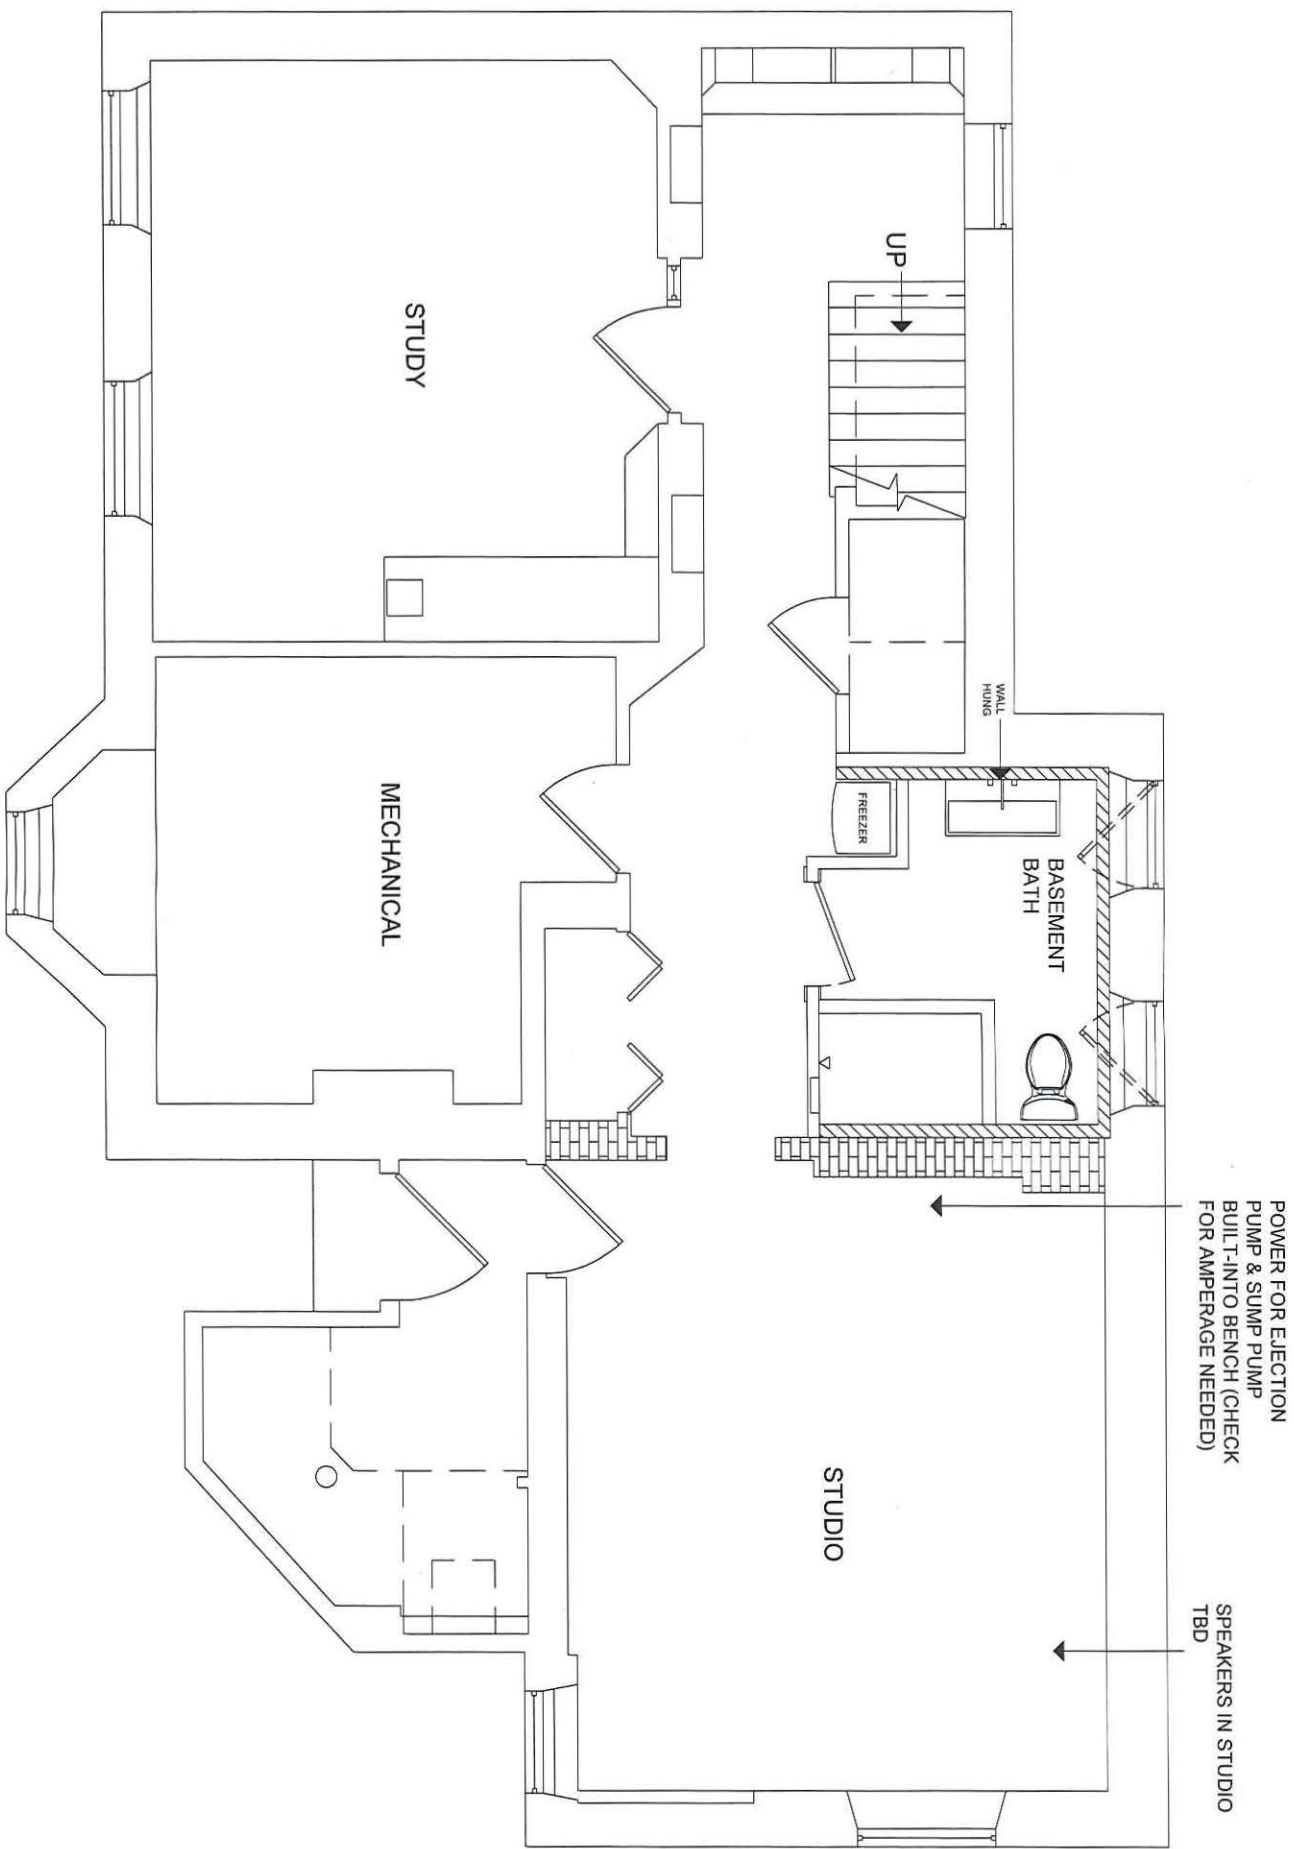 POWER FOR EJECTION
PUMP & SUMP PUMP
BUILT-INTO BENCH (CHECK
FOR AMPERAGE NEEDED)
SPEAKERS IN STUDIO
TBD
WALL
HUNG
BASEMENT
BATH
UP
FREEZER
STUDIO
STUDY
MECHANICAL